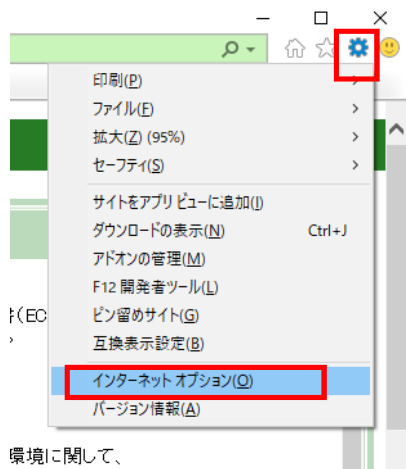 印刷(P)
ファイル(F)
拡大(Z) (95%)
セーフティ(S)
サイトをアプリ ビューに追加(I)
ダウンロードの表示(N) Ctrl+J
アドオンの管理(M)
F12 開発者ツール(L)
ピン留めサイト(G)
(EC
互換表示設定(B)
インターネット オプション(O)
バージョン情報(A)
環境に関して、